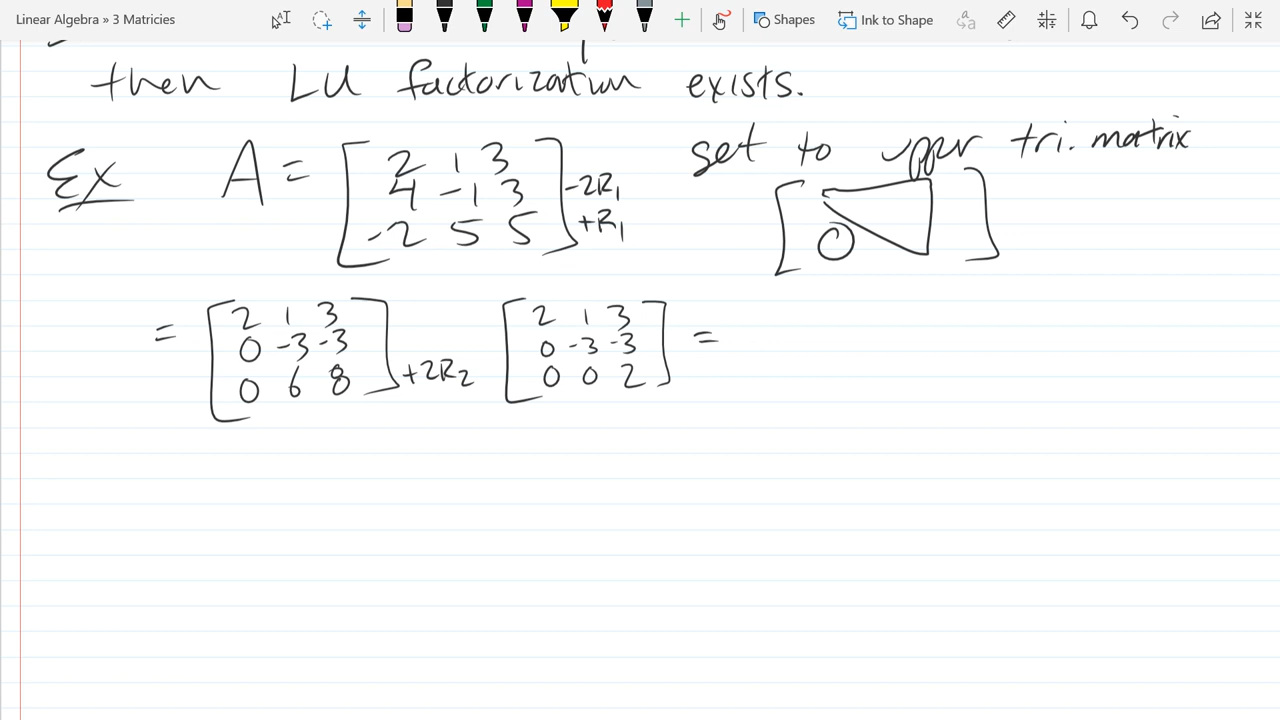 Linear Algebra » 3 Matricies
Shapes
Ink to Shape
then LU factorization exists.
Ex A = [ 2 1 3
4 -1 3
-2 5 5 ] -2R₁
+R₁
set to uppr tri. matrix
[ 0 ]
= [ 2 1 3
0 -3 -3
0 6 8 ] +2R₂
[ 2 1 3
0 -3 -3
0 0 2 ] =